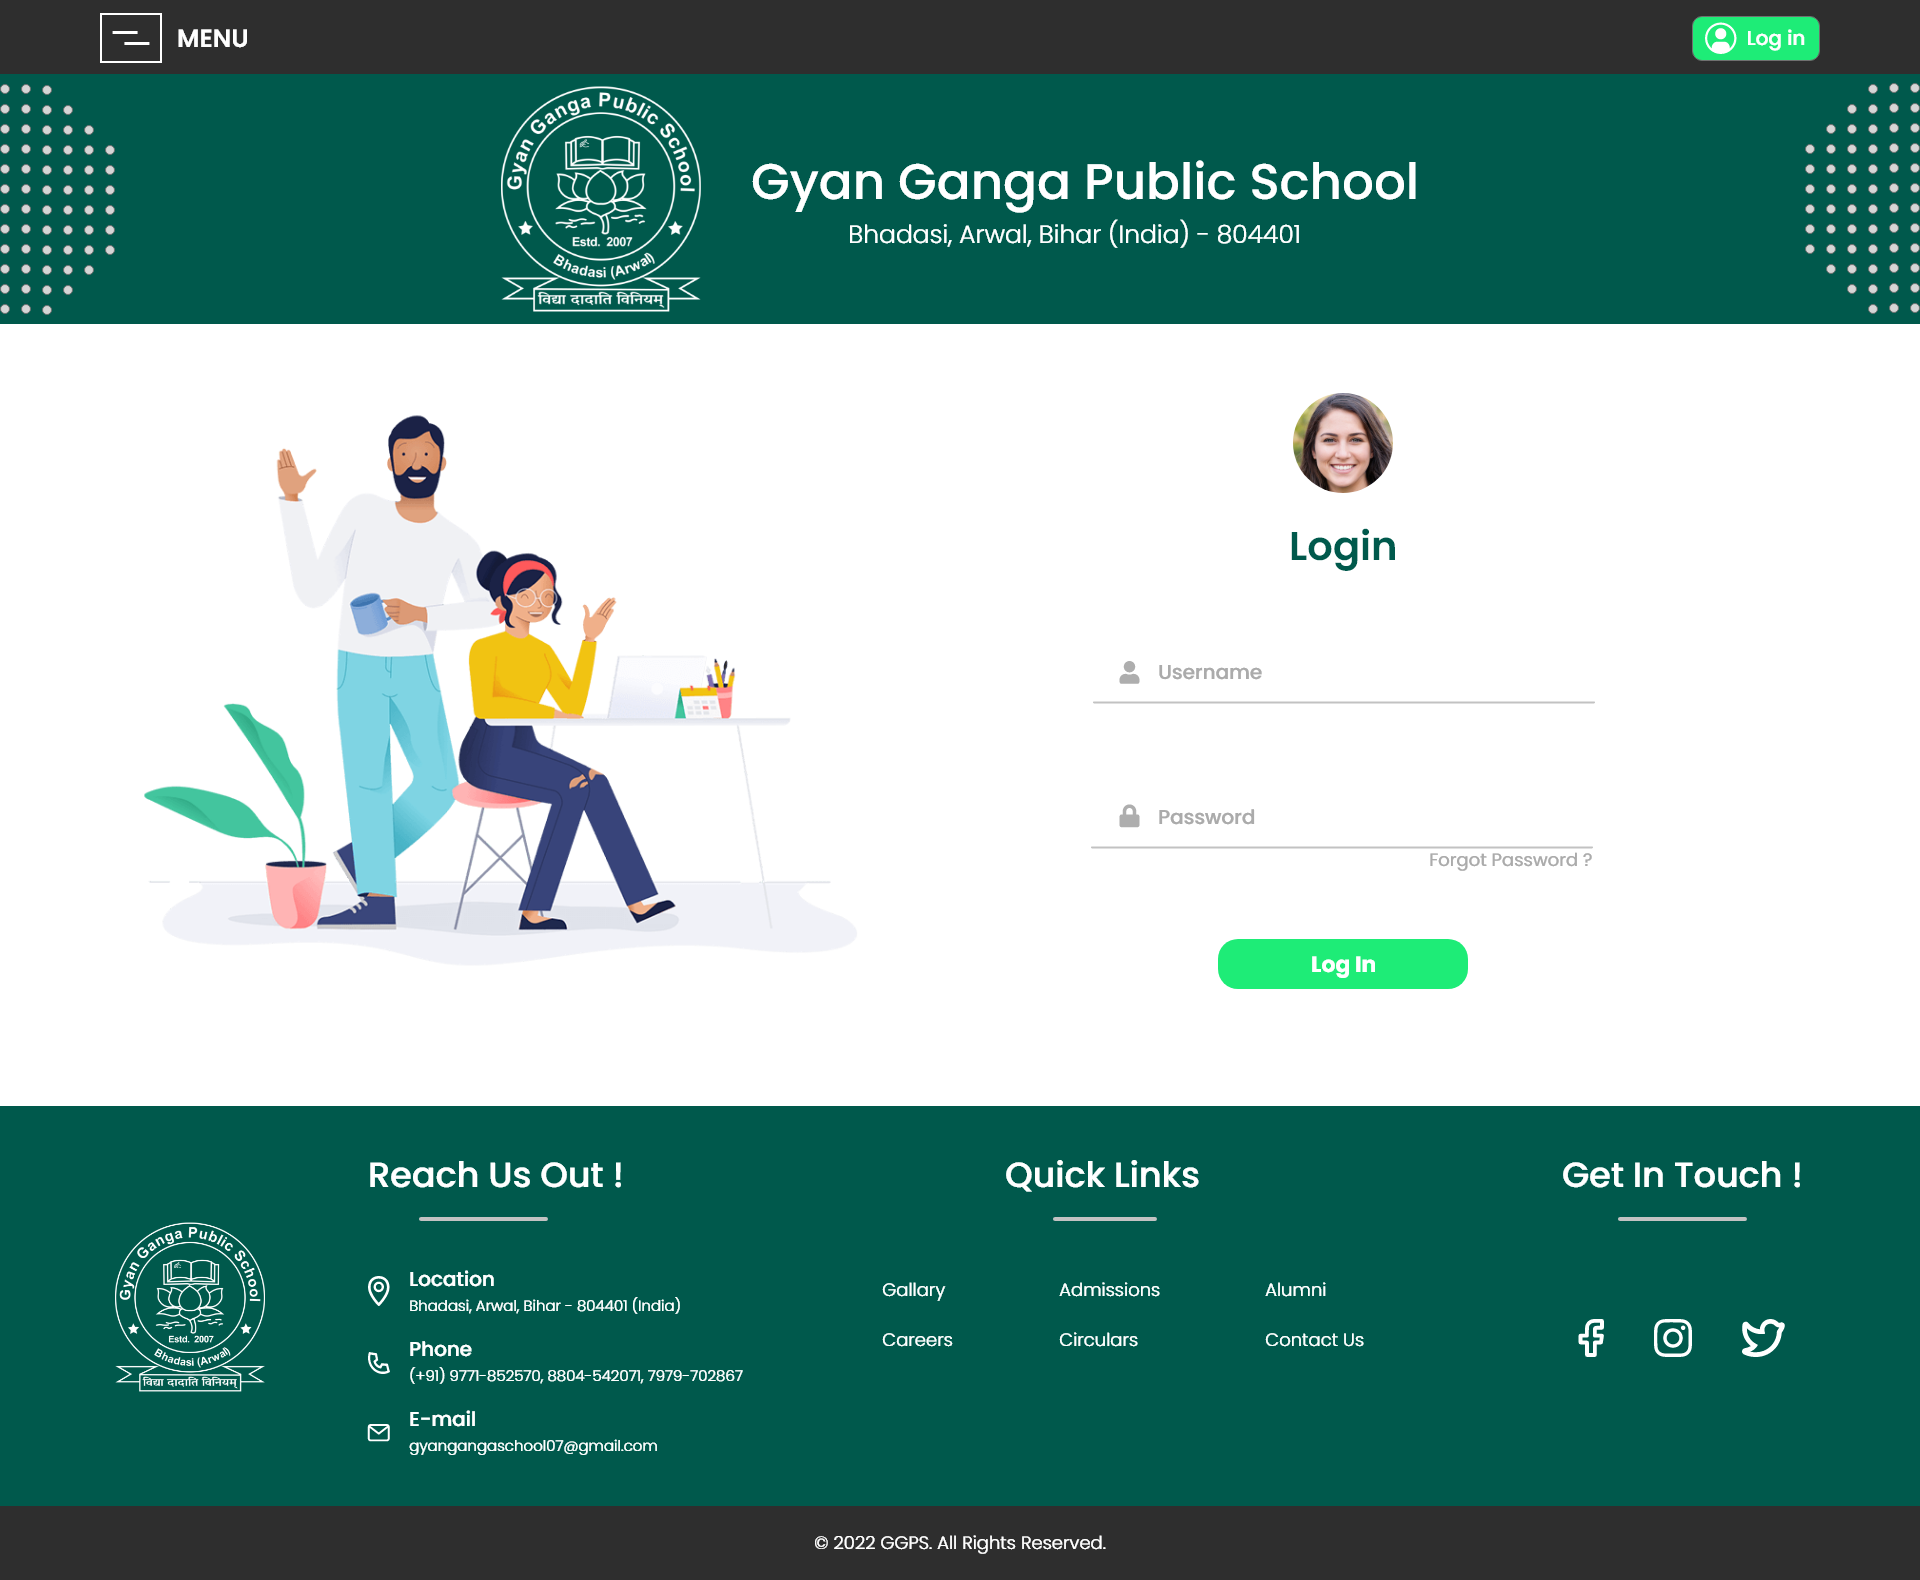 MENU
Log in
Gyan Ganga Public School
Estd. 2007
Bhadasi (Arwal)
विद्या दादाति विनियम्
Gyan Ganga Public School
Bhadasi, Arwal, Bihar (India) - 804401
Login
Username
Password
Forgot Password ?
Log In
Reach Us Out !
Quick Links
Get In Touch !
Gyan Ganga Public School
Estd. 2007
Bhadasi (Arwal)
विद्या दादाति विनियम्
Location
Bhadasi, Arwal, Bihar - 804401 (India)
Phone
(+91) 9771-852570, 8804-542071, 7979-702867
E-mail
gyangangaschool07@gmail.com
Gallary
Admissions
Alumni
Careers
Circulars
Contact Us
© 2022 GGPS. All Rights Reserved.